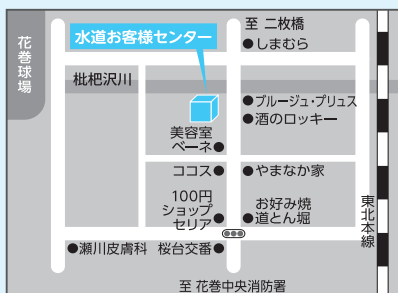 至 二枚橋
水道お客様センター
●しまむら
花巻球場
枇杷沢川
●ブルージュ・プリュス
●酒のロッキー
美容室
ベーネ●
ココス●
●やまなか家
100円
ショップ
セリア●
お好み焼
●道とん堀
東北本線
●瀬川皮膚科
桜台交番●
至 花巻中央消防署